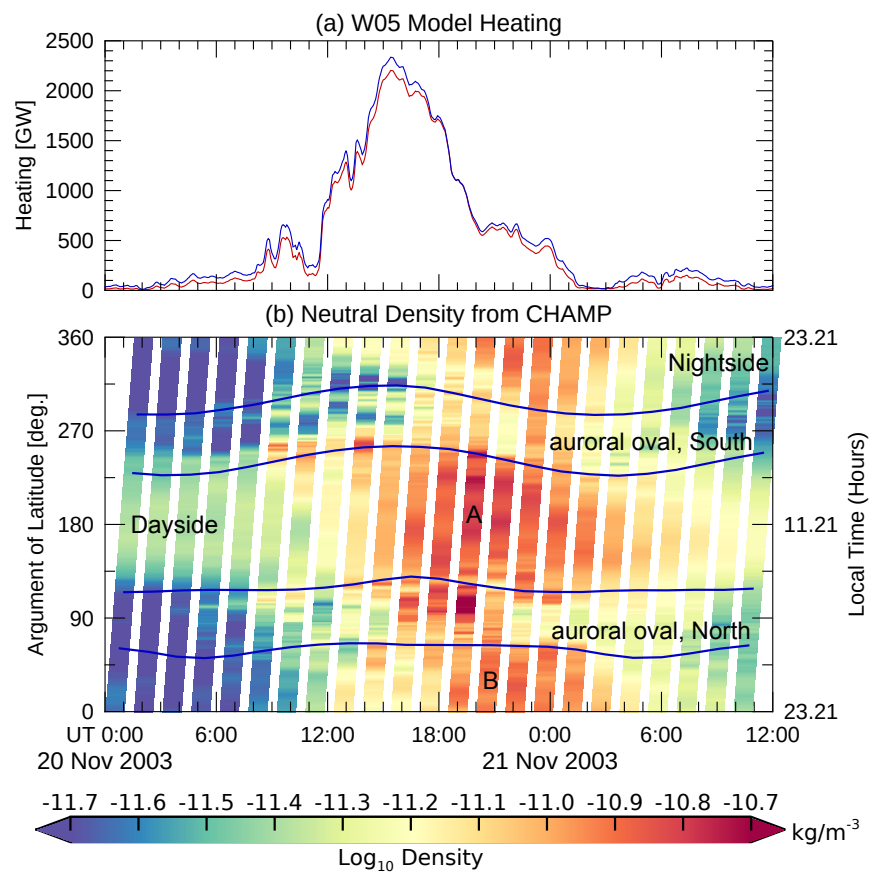 (a) W05 Model Heating
2500
2000
1500
1000
500
0
Heating [GW]
(b) Neutral Density from CHAMP
360
270
180
90
0
Argument of Latitude [deg.]
23.21
11.21
23.21
Local Time (Hours)
Nightside
auroral oval, South
A
Dayside
auroral oval, North
B
UT 0:00 6:00 12:00 18:00 0:00 6:00 12:00
20 Nov 2003 21 Nov 2003
-11.7 -11.6 -11.5 -11.4 -11.3 -11.2 -11.1 -11.0 -10.9 -10.8 -10.7
kg/m⁻³
Log₁₀ Density